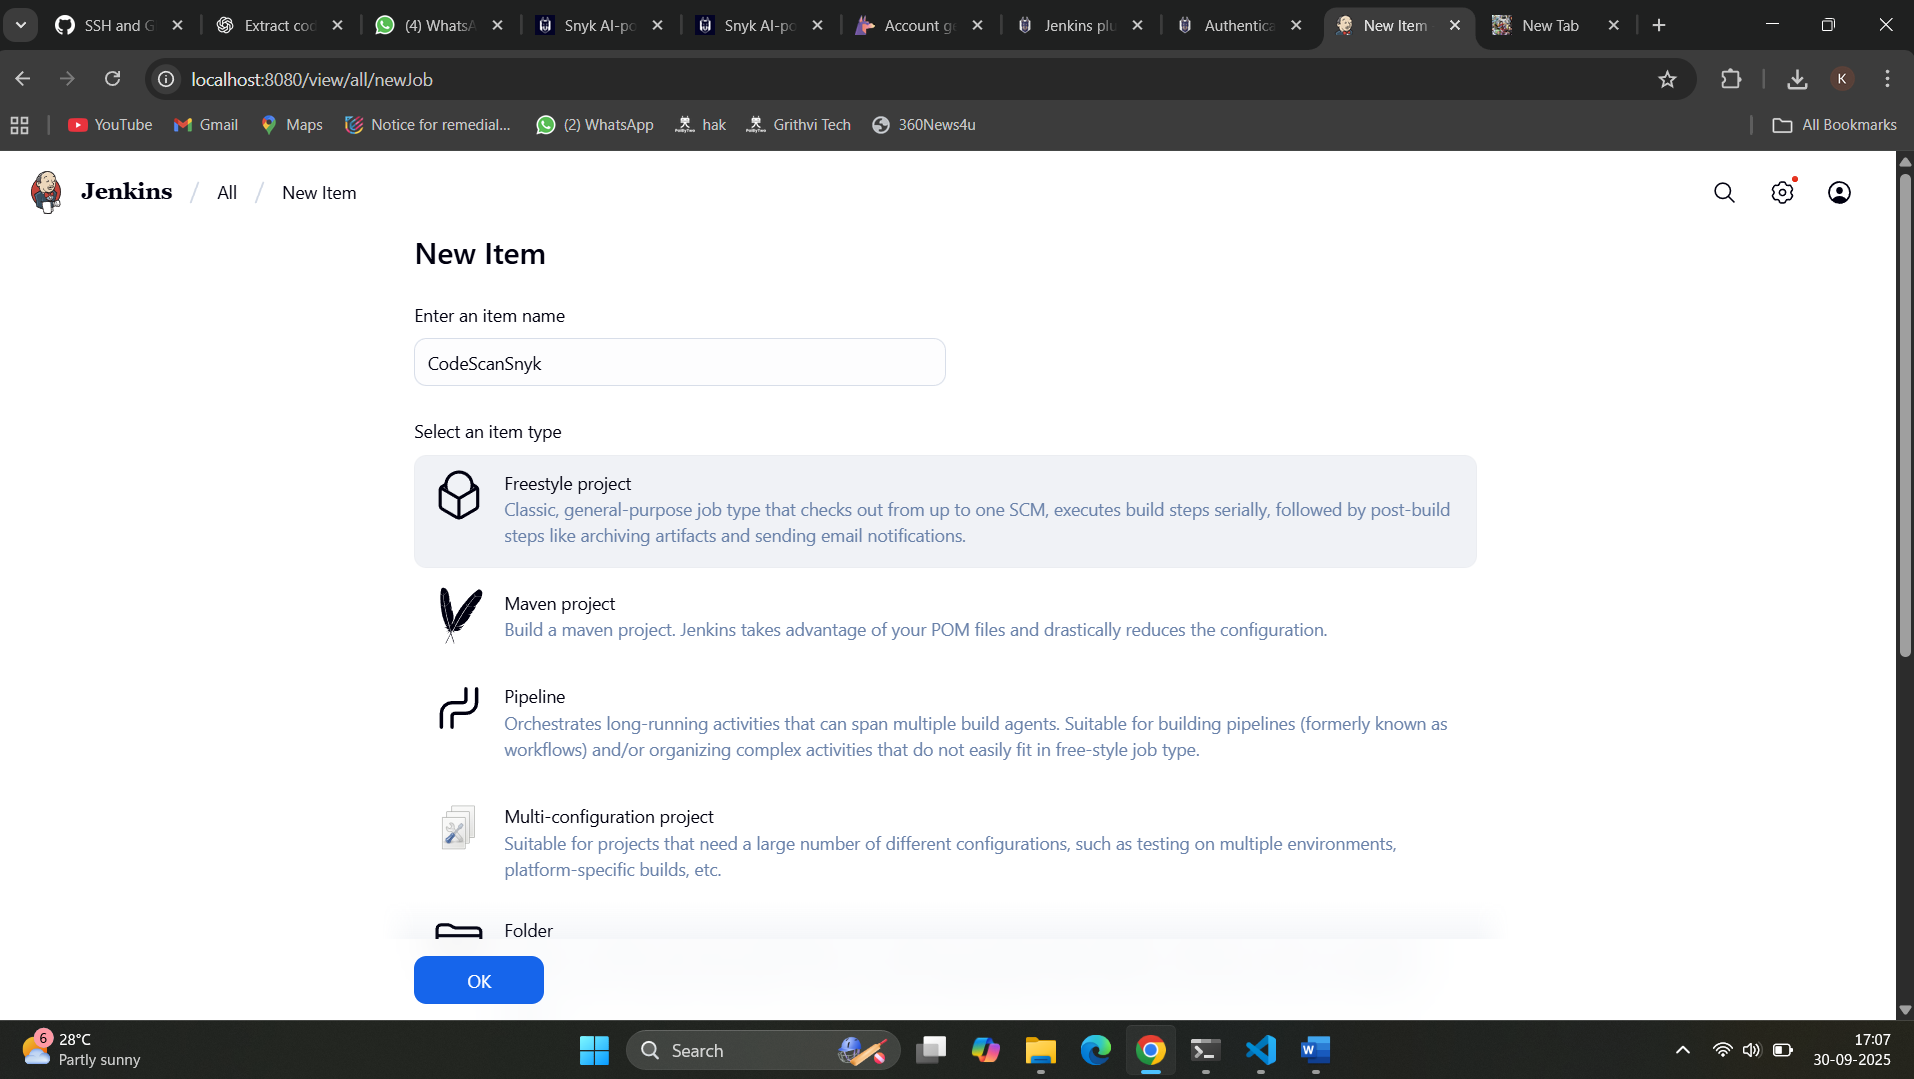 SSH and G
Extract cod
(4) WhatsA
Snyk AI-po
Snyk AI-po
Account ge
Jenkins plu
Authentica
New Item
New Tab
localhost:8080/view/all/newJob
K
YouTube
Gmail
Maps
Notice for remedial...
(2) WhatsApp
hak
Grithvi Tech
360News4u
All Bookmarks
Jenkins / All / New Item
New Item
Enter an item name
CodeScanSnyk
Select an item type
Freestyle project
Classic, general-purpose job type that checks out from up to one SCM, executes build steps serially, followed by post-build
steps like archiving artifacts and sending email notifications.
Maven project
Build a maven project. Jenkins takes advantage of your POM files and drastically reduces the configuration.
Pipeline
Orchestrates long-running activities that can span multiple build agents. Suitable for building pipelines (formerly known as
workflows) and/or organizing complex activities that do not easily fit in free-style job type.
Multi-configuration project
Suitable for projects that need a large number of different configurations, such as testing on multiple environments,
platform-specific builds, etc.
Folder
OK
6
28°C
Partly sunny
Search
17:07
30-09-2025